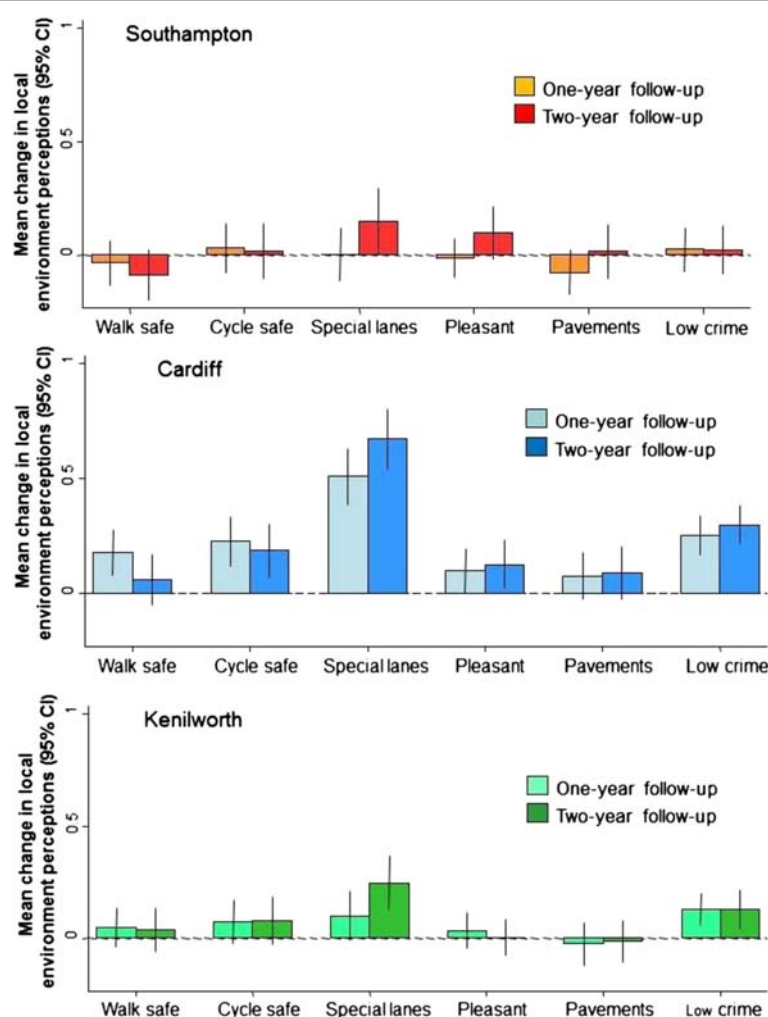 Southampton
Mean change in local
environment perceptions (95% CI)
1
0.5
0
One-year follow-up
Two-year follow-up
Walk safe Cycle safe Special lanes Pleasant Pavements Low crime
Cardiff
Mean change in local
environment perceptions (95% CI)
1
0.5
0
One-year follow-up
Two-year follow-up
Walk safe Cycle safe Special lanes Pleasant Pavements Low crime
Kenilworth
Mean change in local
environment perceptions (95% CI)
1
0.5
0
One-year follow-up
Two-year follow-up
Walk safe Cycle safe Special lanes Pleasant Pavements Low crime